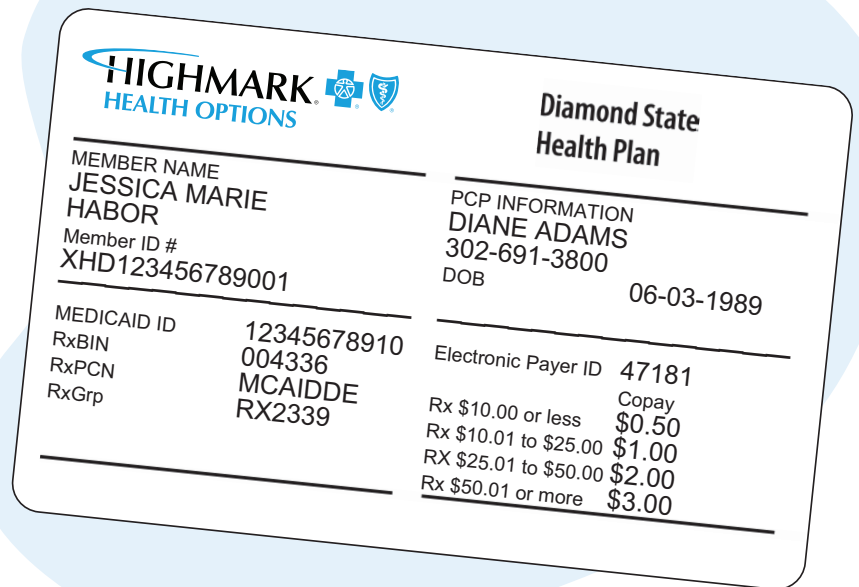 HIGHMARK
HEALTH OPTIONS
Diamond State
Health Plan
MEMBER NAME
JESSICA MARIE
HABOR
Member ID #
XHD123456789001
PCP INFORMATION
DIANE ADAMS
302-691-3800
DOB 06-03-1989
MEDICAID ID 12345678910
RxBIN 004336
RxPCN MCAIDDE
RxGrp RX2339
Electronic Payer ID 47181
Copay
Rx $10.00 or less $0.50
Rx $10.01 to $25.00 $1.00
RX $25.01 to $50.00 $2.00
Rx $50.01 or more $3.00